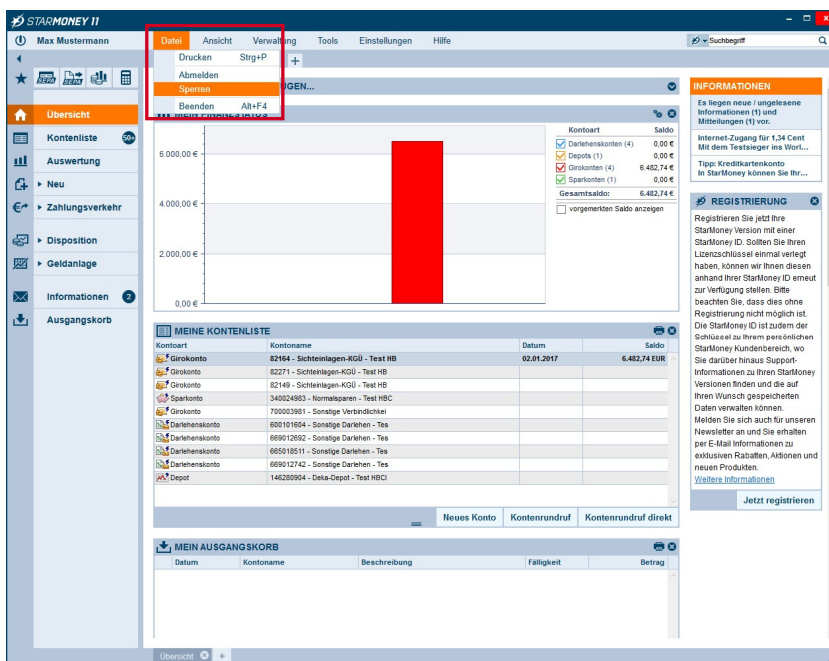 STARMONEY 11
Max Mustermann
Datei Ansicht Verwaltung Tools Einstellungen Hilfe
Suchbegriff
Drucken Strg+P
Abmelden
Sperren
Beenden Alt+F4
+
SEPA SEPA
Übersicht
Kontenliste 50+
Auswertung
Neu
Zahlungsverkehr
Disposition
Geldanlage
Informationen 2
Ausgangskorb
ÜGEN...
MEIN FINANZSTATUS
6.000,00 €
4.000,00 €
2.000,00 €
0,00 €
Kontoart Saldo
Darlehenskonten (4) 0,00 €
Depots (1) 0,00 €
Girokonten (4) 6.482,74 €
Sparkonten (1) 0,00 €
Gesamtsaldo: 6.482,74 €
vorgemerkten Saldo anzeigen
MEINE KONTENLISTE
Kontoart Kontoname Datum Saldo
Girokonto 82164 - Sichteinlagen-KGÜ - Test HB 02.01.2017 6.482,74 EUR
Girokonto 82271 - Sichteinlagen-KGÜ - Test HB
Girokonto 82149 - Sichteinlagen-KGÜ - Test HB
Sparkonto 340024983 - Normalsparen - Test HBC
Girokonto 700003981 - Sonstige Verbindlichkei
Darlehenskonto 600101604 - Sonstige Darlehen - Tes
Darlehenskonto 669012692 - Sonstige Darlehen - Tes
Darlehenskonto 665018511 - Sonstige Darlehen - Tes
Darlehenskonto 669012742 - Sonstige Darlehen - Tes
Depot 146280904 - Deka-Depot - Test HBCI
Neues Konto Kontenrundruf Kontenrundruf direkt
MEIN AUSGANGSKORB
Datum Kontoname Beschreibung Fälligkeit Betrag
Übersicht +
INFORMATIONEN
Es liegen neue / ungelesene
Informationen (1) und
Mitteilungen (1) vor.
Internet-Zugang für 1,34 Cent
Mit dem Testsieger ins Worl...
Tipp: Kreditkartenkonto
In StarMoney können Sie Ihr...
REGISTRIERUNG
Registrieren Sie jetzt Ihre
StarMoney Version mit einer
StarMoney ID. Sollten Sie Ihren
Lizenzschlüssel einmal verlegt
haben, können wir Ihnen diesen
anhand Ihrer StarMoney ID erneut
zur Verfügung stellen. Bitte
beachten Sie, dass dies ohne
Registrierung nicht möglich ist.
Die StarMoney ID ist zudem der
Schlüssel zu Ihrem persönlichen
StarMoney Kundenbereich, wo
Sie darüber hinaus Support-
Informationen zu Ihren StarMoney
Versionen finden und die auf
Ihren Wunsch gespeicherten
Daten verwalten können.
Melden Sie sich auch für unseren
Newsletter an und Sie erhalten
per E-Mail Informationen zu
exklusiven Rabatten, Aktionen und
neuen Produkten.
Weitere Informationen
Jetzt registrieren